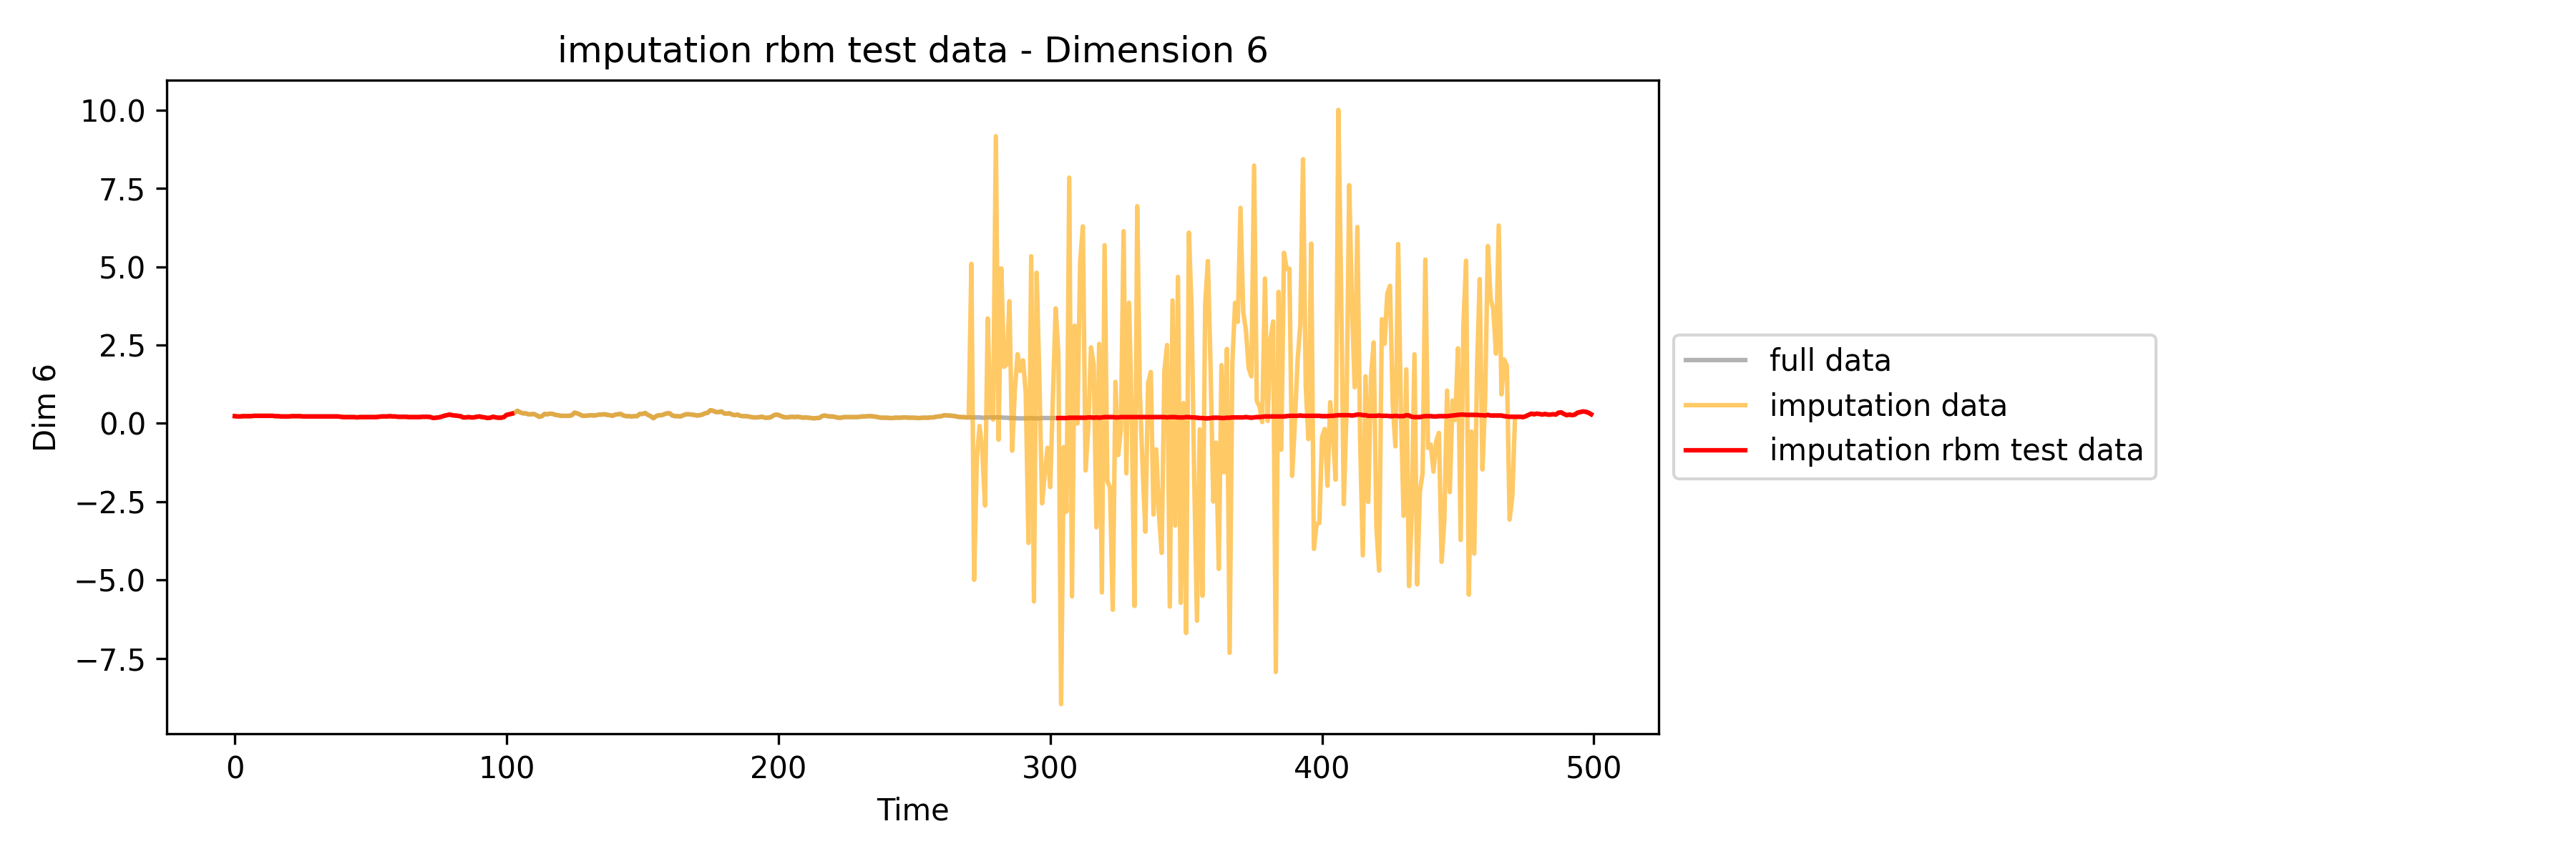 imputation rbm test data - Dimension 6
10.0
7.5
5.0
2.5
0.0
−2.5
−5.0
−7.5
Dim 6
0 100 200 300 400 500
Time
full data
imputation data
imputation rbm test data